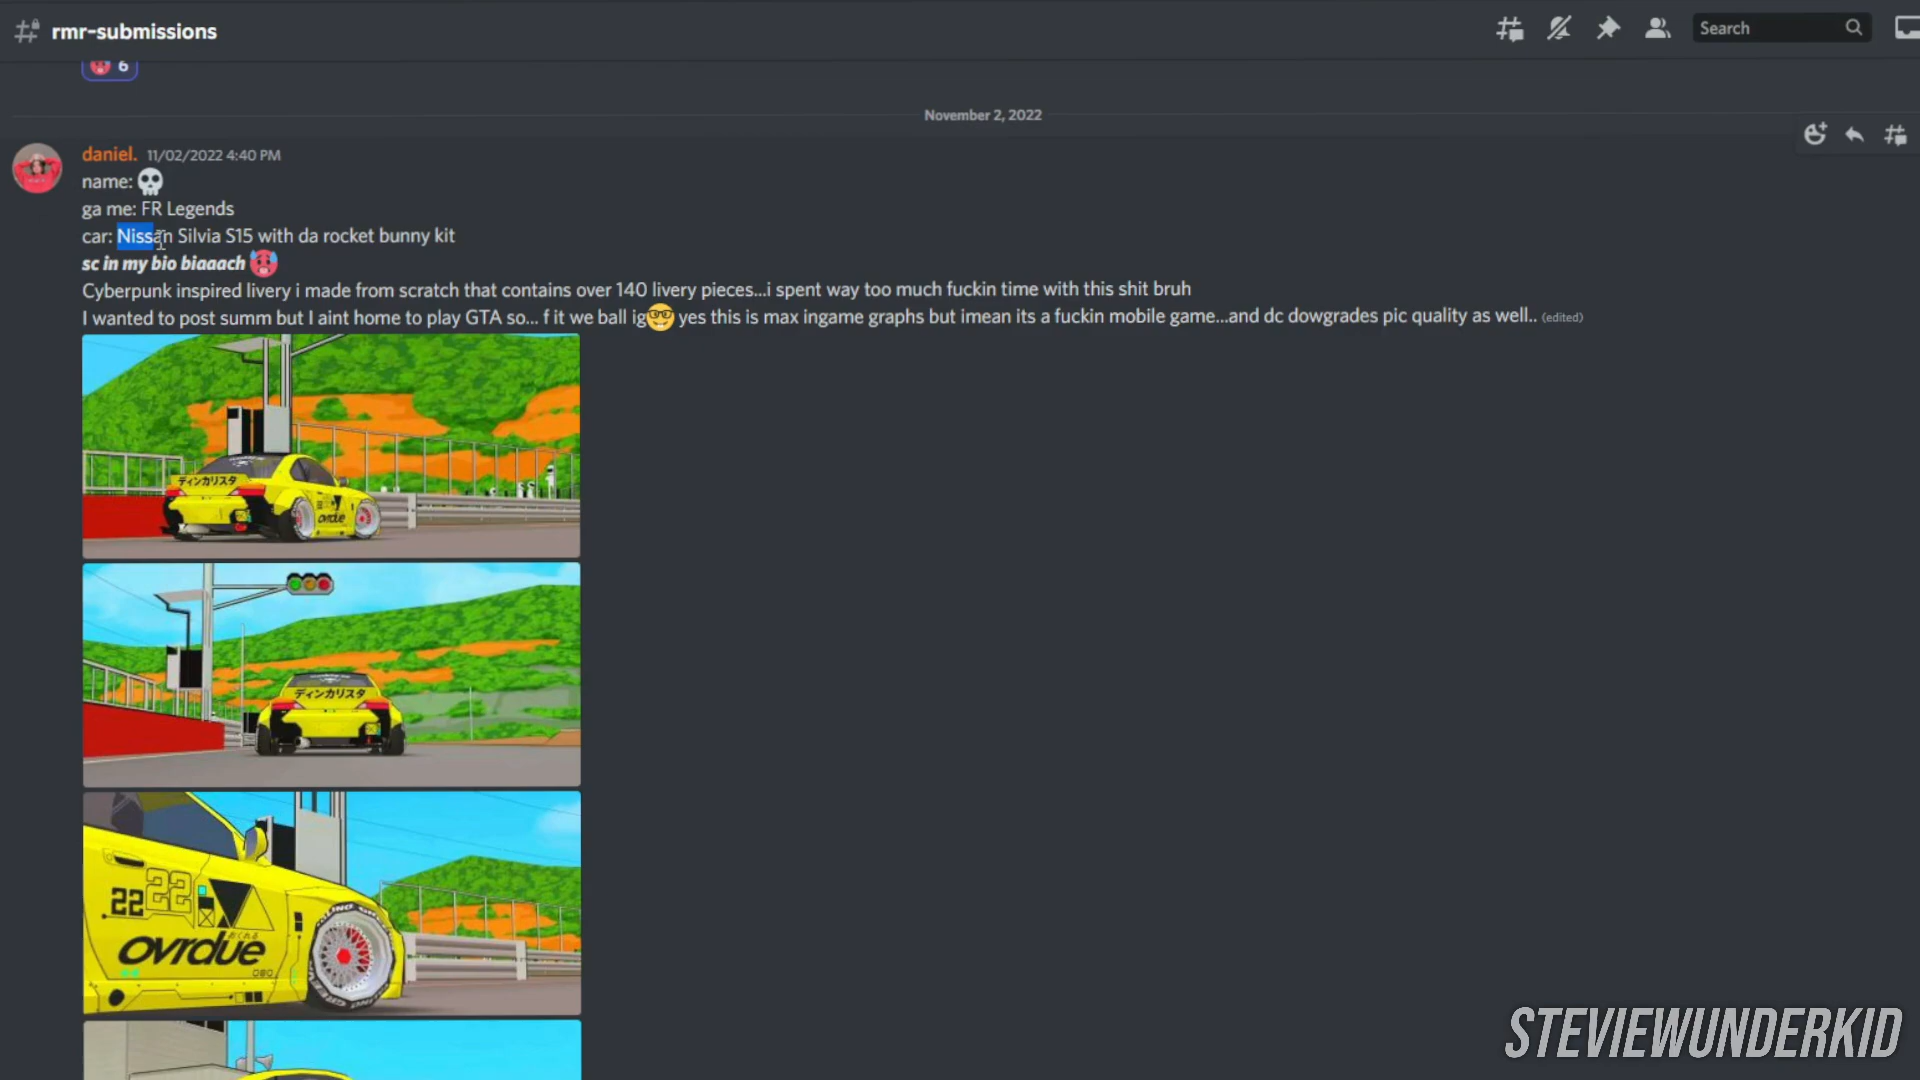 rmr-submissions
Search
6
November 2, 2022
daniel. 11/02/2022 4:40 PM
name: 💀
ga me: FR Legends
car: Nissan Silvia S15 with da rocket bunny kit
sc in my bio biaaach 🥵
Cyberpunk inspired livery i made from scratch that contains over 140 livery pieces...i spent way too much fuckin time with this shit bruh
I wanted to post summ but I aint home to play GTA so... f it we ball ig🤓 yes this is max ingame graphs but imean its a fuckin mobile game...and dc dowgrades pic quality as well.. (edited)
ディンカリスタ
ovrdue
ディンカリスタ
22 22
ovrdue
STEVIEWUNDERKID